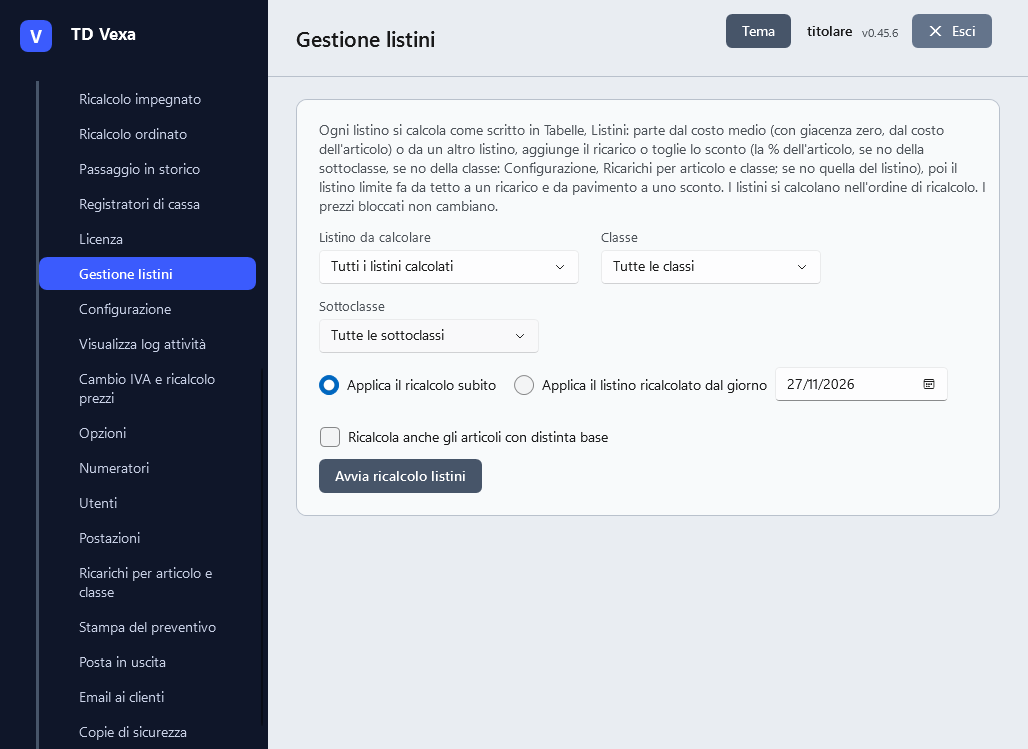 V
TD Vexa
Ricalcolo impegnato
Ricalcolo ordinato
Passaggio in storico
Registratori di cassa
Licenza
Gestione listini
Configurazione
Visualizza log attività
Cambio IVA e ricalcolo
prezzi
Opzioni
Numeratori
Utenti
Postazioni
Ricarichi per articolo e
classe
Stampa del preventivo
Posta in uscita
Email ai clienti
Copie di sicurezza
Gestione listini
Tema
titolare v0.45.6
Esci
Ogni listino si calcola come scritto in Tabelle, Listini: parte dal costo medio (con giacenza zero, dal costo
dell'articolo) o da un altro listino, aggiunge il ricarico o toglie lo sconto (la % dell'articolo, se no della
sottoclasse, se no della classe: Configurazione, Ricarichi per articolo e classe; se no quella del listino), poi il
listino limite fa da tetto a un ricarico e da pavimento a uno sconto. I listini si calcolano nell'ordine di ricalcolo. I
prezzi bloccati non cambiano.
Listino da calcolare
Tutti i listini calcolati
Classe
Tutte le classi
Sottoclasse
Tutte le sottoclassi
Applica il ricalcolo subito
Applica il listino ricalcolato dal giorno
27/11/2026
Ricalcola anche gli articoli con distinta base
Avvia ricalcolo listini